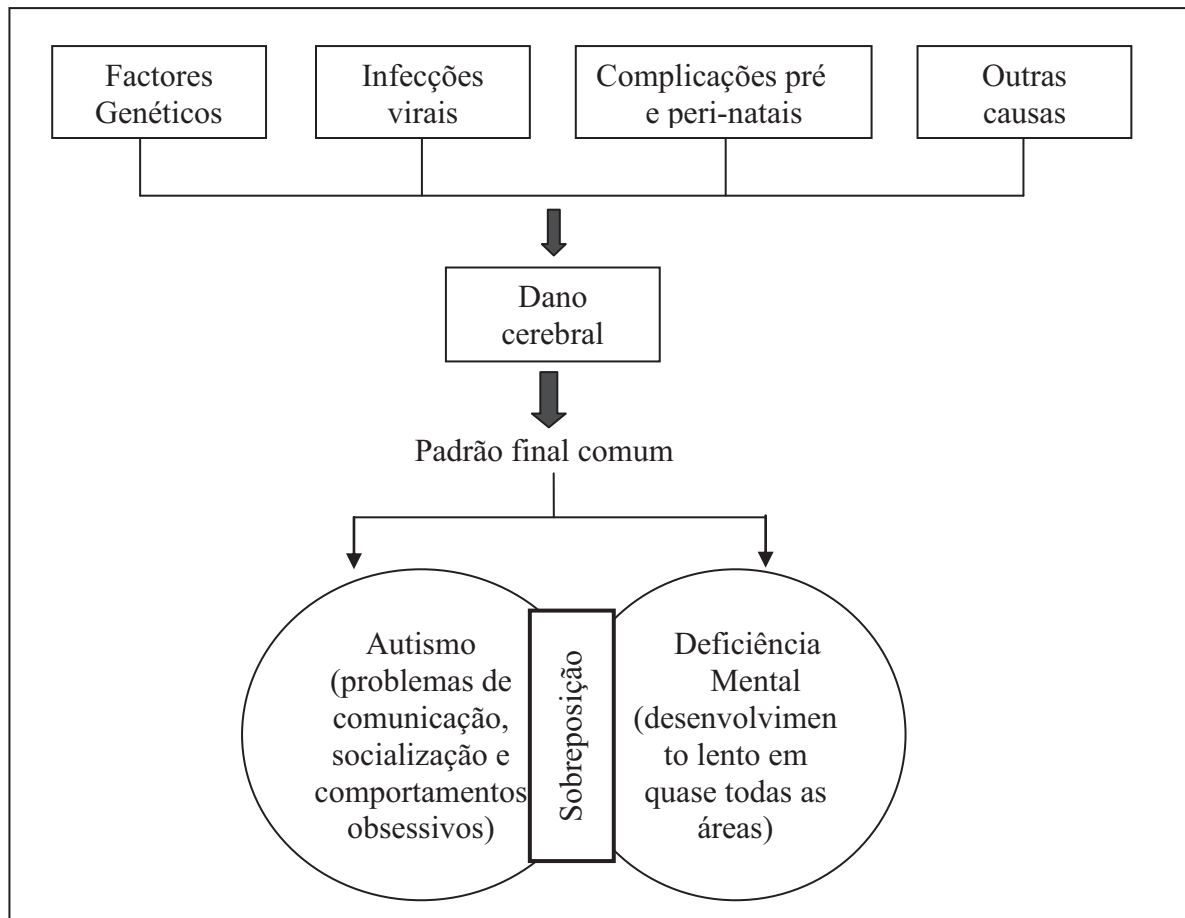 Factores
Genéticos
Infecções
virais
Complicações pré
e peri-natais
Outras
causas
Dano
cerebral
Padrão final comum
Autismo
(problemas de
comunicação,
socialização e
comportamentos
obsessivos)
Sobreposição
Deficiência
Mental
(desenvolvimen
to lento em
quase todas as
áreas)